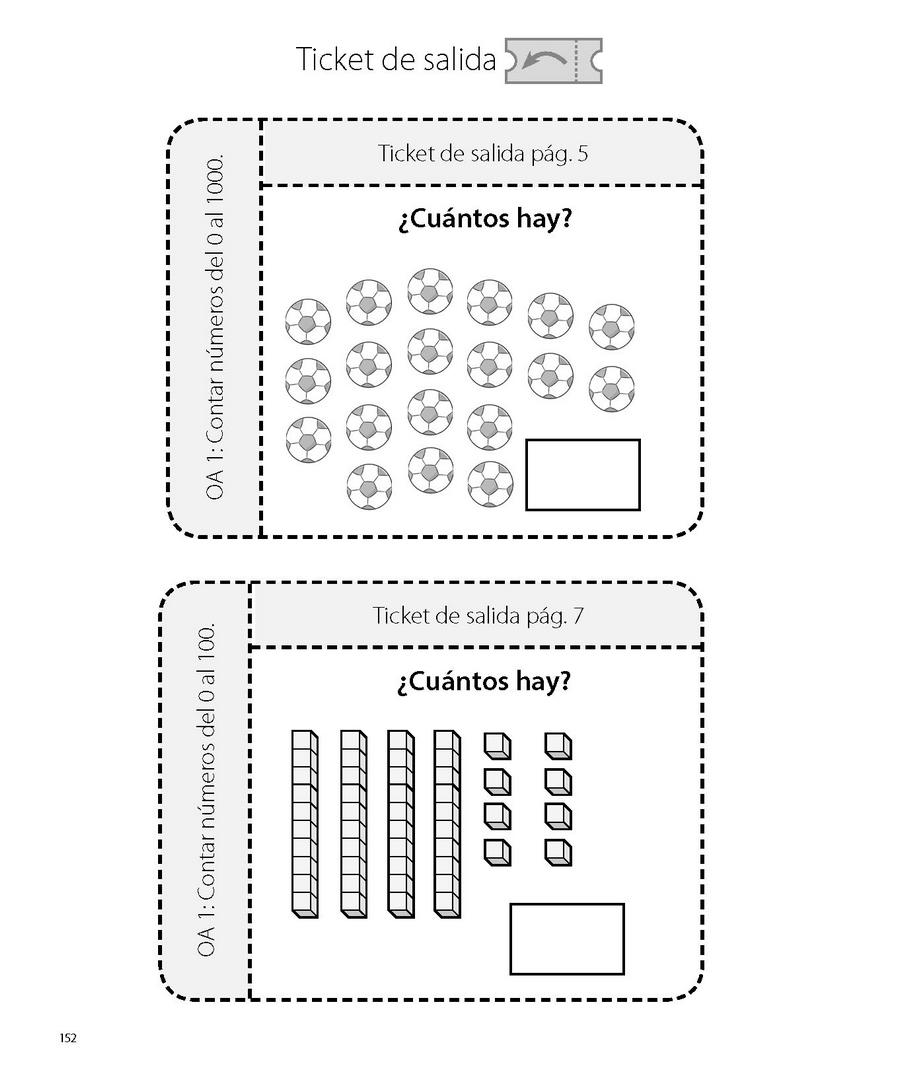 Ticket de salida
Ticket de salida pág. 5
OA 1: Contar números del 0 al 1000.
¿Cuántos hay?
Ticket de salida pág. 7
OA 1: Contar números del 0 al 100.
¿Cuántos hay?
152